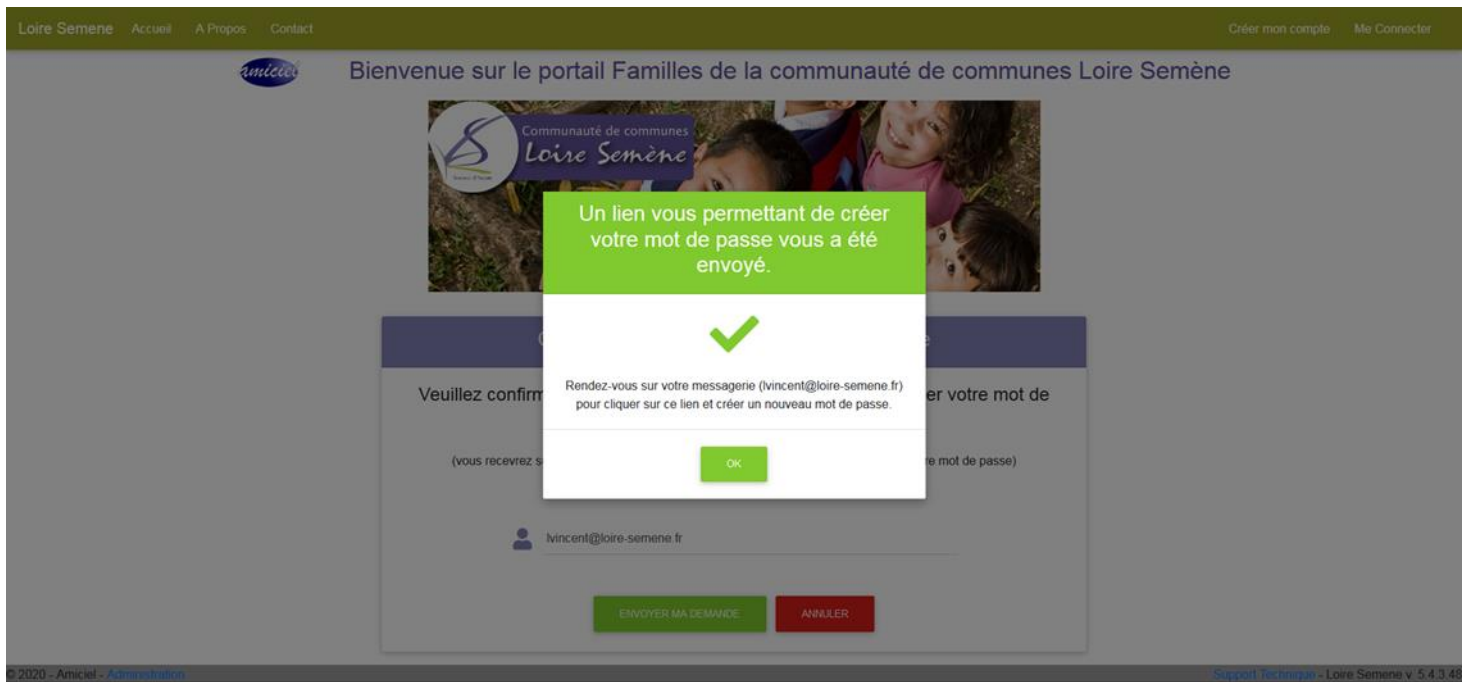 Loire Semene Accueil A Propos Contact Créer mon compte Me Connecter
amiciel Bienvenue sur le portail Familles de la communauté de communes Loire Semène
Communauté de communes
Loire Semène
Un lien vous permettant de créer
votre mot de passe vous a été
envoyé.
Rendez-vous sur votre messagerie (lvincent@loire-semene.fr)
pour cliquer sur ce lien et créer un nouveau mot de passe.
Veuillez confirm er votre mot de
(vous recevrez s re mot de passe)
OK
lvincent@loire-semene.fr
ENVOYER MA DEMANDE ANNULER
© 2020 - Amiciel - Administration Support Technique - Loire Semene v. 5.4.3.48